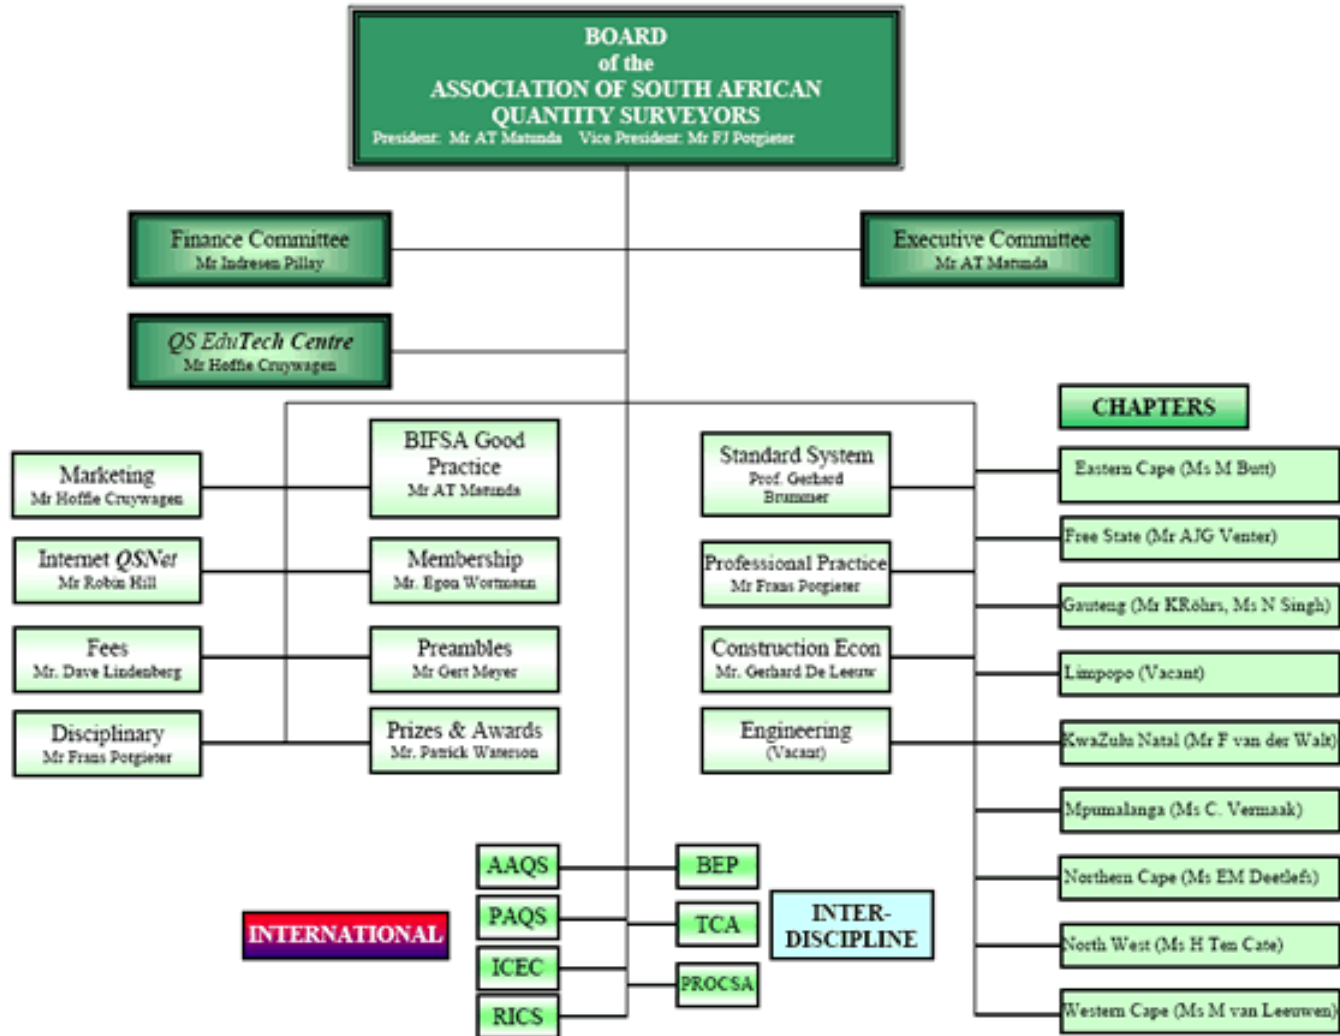 BOARD
of the
ASSOCIATION OF SOUTH AFRICAN
QUANTITY SURVEYORS
President: Mr AT Matunda Vice President: Mr FJ Potgieter
Finance Committee
Mr Indresen Pillay
Executive Committee
Mr AT Matunda
QS EduTech Centre
Mr Hoffie Cruywagen
CHAPTERS
Marketing
Mr Hoffie Cruywagen
BIFSA Good
Practice
Mr AT Matunda
Standard System
Prof. Gerhard
Brummer
Eastern Cape (Ms M Butt)
Internet QSNet
Mr Robin Hill
Membership
Mr. Egon Wortmann
Professional Practice
Mr Frans Potgieter
Free State (Mr AJG Venter)
Gauteng (Mr KRöhrs, Ms N Singh)
Fees
Mr. Dave Lindenberg
Preambles
Mr Gert Meyer
Construction Econ
Mr. Gerhard De Leeuw
Limpopo (Vacant)
Disciplinary
Mr Frans Potgieter
Prizes & Awards
Mr. Patrick Waterson
Engineering
(Vacant)
KwaZulu Natal (Mr F van der Walt)
Mpumalanga (Ms C. Vermaak)
Northern Cape (Ms EM Deetlefs)
North West (Ms H Ten Cate)
Western Cape (Ms M van Leeuwen)
INTERNATIONAL
AAQS
PAQS
ICEC
RICS
BEP
TCA
PROCSA
INTER-
DISCIPLINE